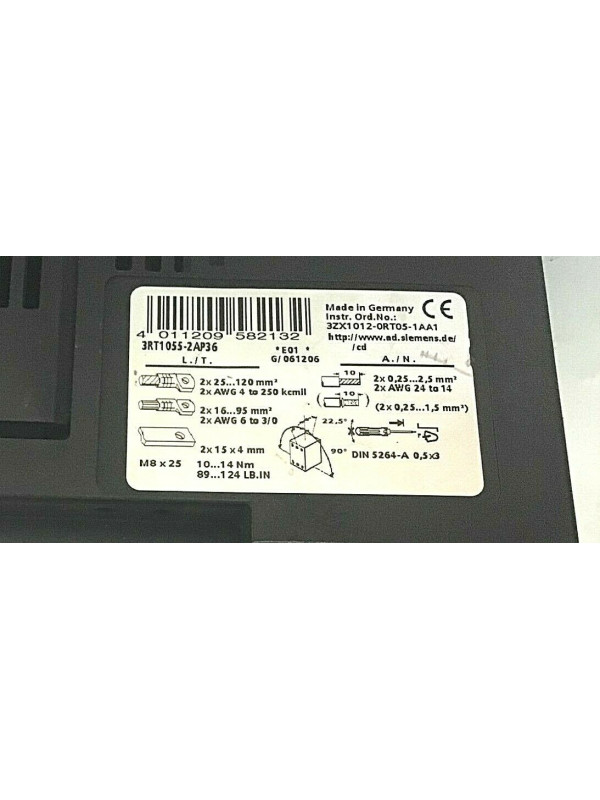 Made in Germany CE
Instr. Ord.No.:
3ZX1012-0RT05-1AA1
http://www.ad.siemens.de/
/cd
4 011209 582132
3RT1055-2AP36
* E01 *
G/ 061206
L./T.
A./N.
2x 25...120 mm²
2x AWG 4 to 250 kcmil
10
2x 0,25...2,5 mm²
2x AWG 24 to 14
2x 16...95 mm²
2x AWG 6 to 3/0
10
(2x 0,25...1,5 mm²)
2x 15 x 4 mm
22,5°
90°
DIN 5264-A 0,5x3
M8 x 25
10...14 Nm
89...124 LB.IN